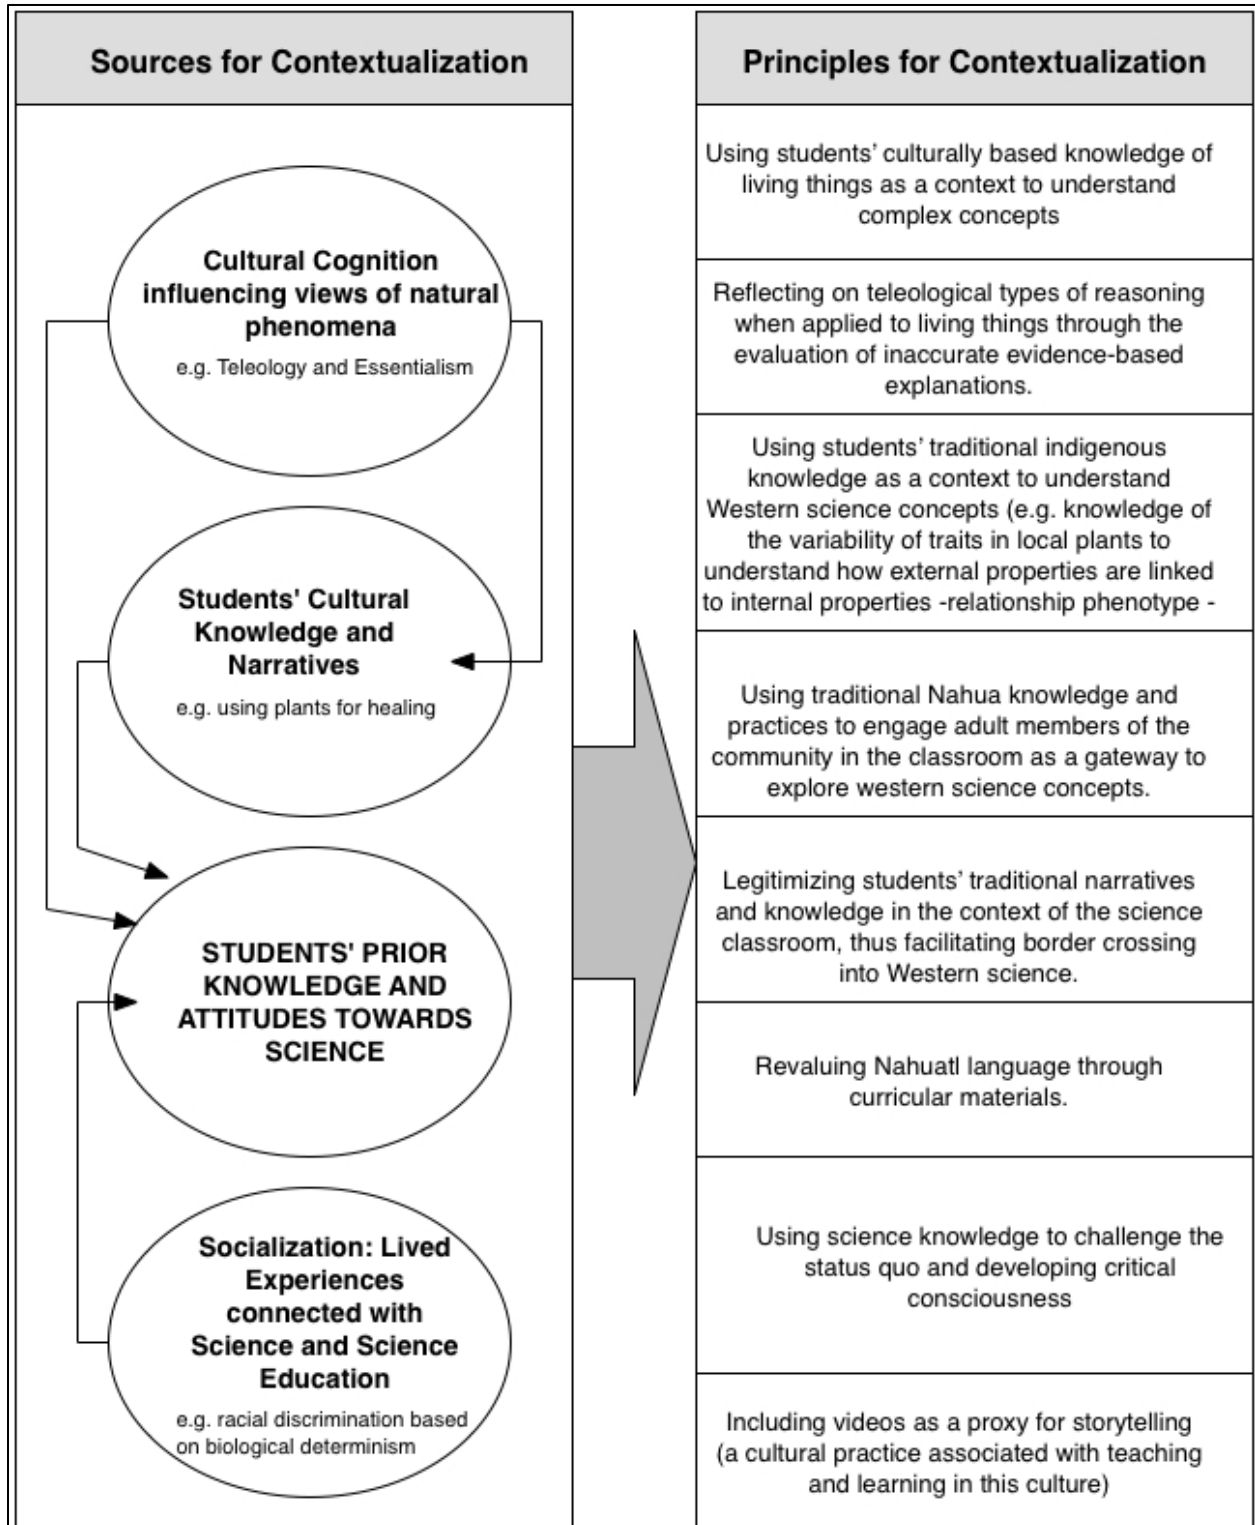 Sources for Contextualization
Cultural Cognition
influencing views of natural
phenomena
e.g. Teleology and Essentialism
Students' Cultural
Knowledge and
Narratives
e.g. using plants for healing
STUDENTS' PRIOR
KNOWLEDGE AND
ATTITUDES TOWARDS
SCIENCE
Socialization: Lived
Experiences
connected with
Science and Science
Education
e.g. racial discrimination based
on biological determinism
Principles for Contextualization
Using students’ culturally based knowledge of
living things as a context to understand
complex concepts
Reflecting on teleological types of reasoning
when applied to living things through the
evaluation of inaccurate evidence-based
explanations.
Using students’ traditional indigenous
knowledge as a context to understand
Western science concepts (e.g. knowledge of
the variability of traits in local plants to
understand how external properties are linked
to internal properties -relationship phenotype -
Using traditional Nahua knowledge and
practices to engage adult members of the
community in the classroom as a gateway to
explore western science concepts.
Legitimizing students’ traditional narratives
and knowledge in the context of the science
classroom, thus facilitating border crossing
into Western science.
Revaluing Nahuatl language through
curricular materials.
Using science knowledge to challenge the
status quo and developing critical
consciousness
Including videos as a proxy for storytelling
(a cultural practice associated with teaching
and learning in this culture)